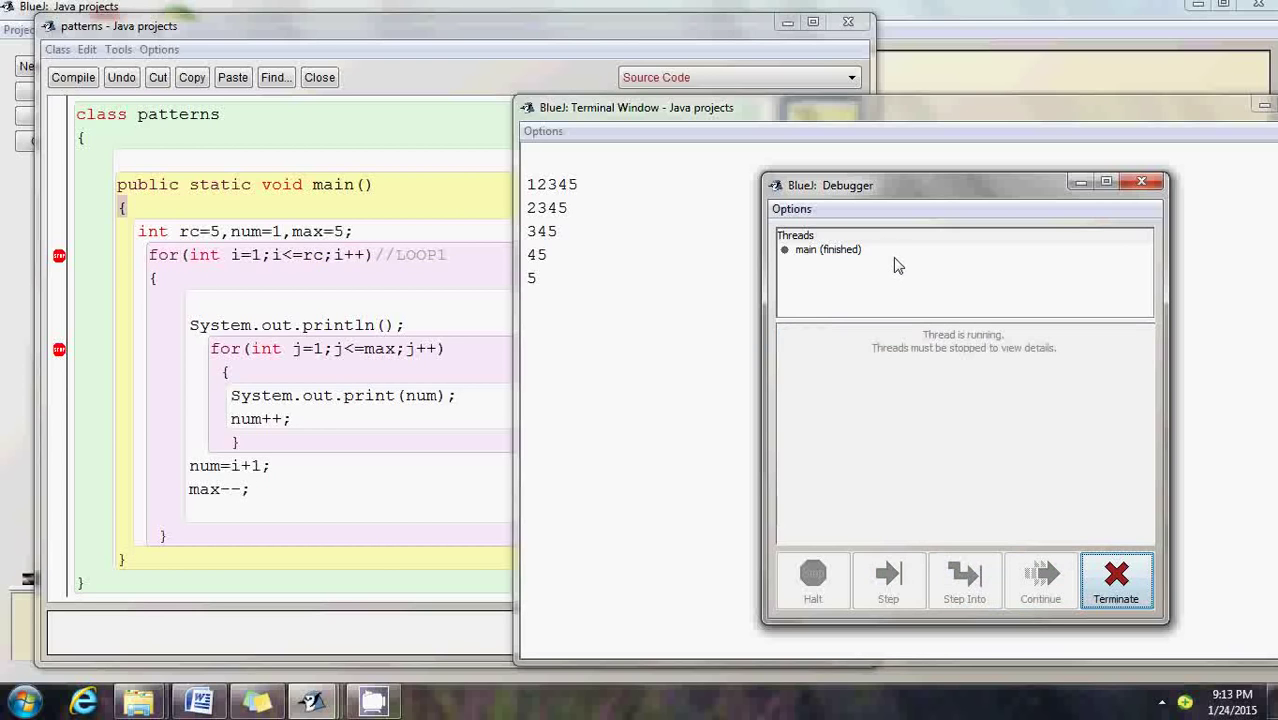 BlueJ: Java projects
patterns - Java projects
Class Edit Tools Options
Compile Undo Cut Copy Paste Find... Close
Source Code
class patterns
{
public static void main()
{
int rc=5,num=1,max=5;
for(int i=1;i<=rc;i++)//LOOP1
{
System.out.println();
for(int j=1;j<=max;j++)
{
System.out.print(num);
num++;
}
num=i+1;
max--;
}
}
}
BlueJ: Terminal Window - Java projects
Options
12345
2345
345
45
5
BlueJ: Debugger
Options
Threads
main (finished)
Thread is running.
Threads must be stopped to view details.
Halt Step Step Into Continue Terminate
9:13 PM
1/24/2015